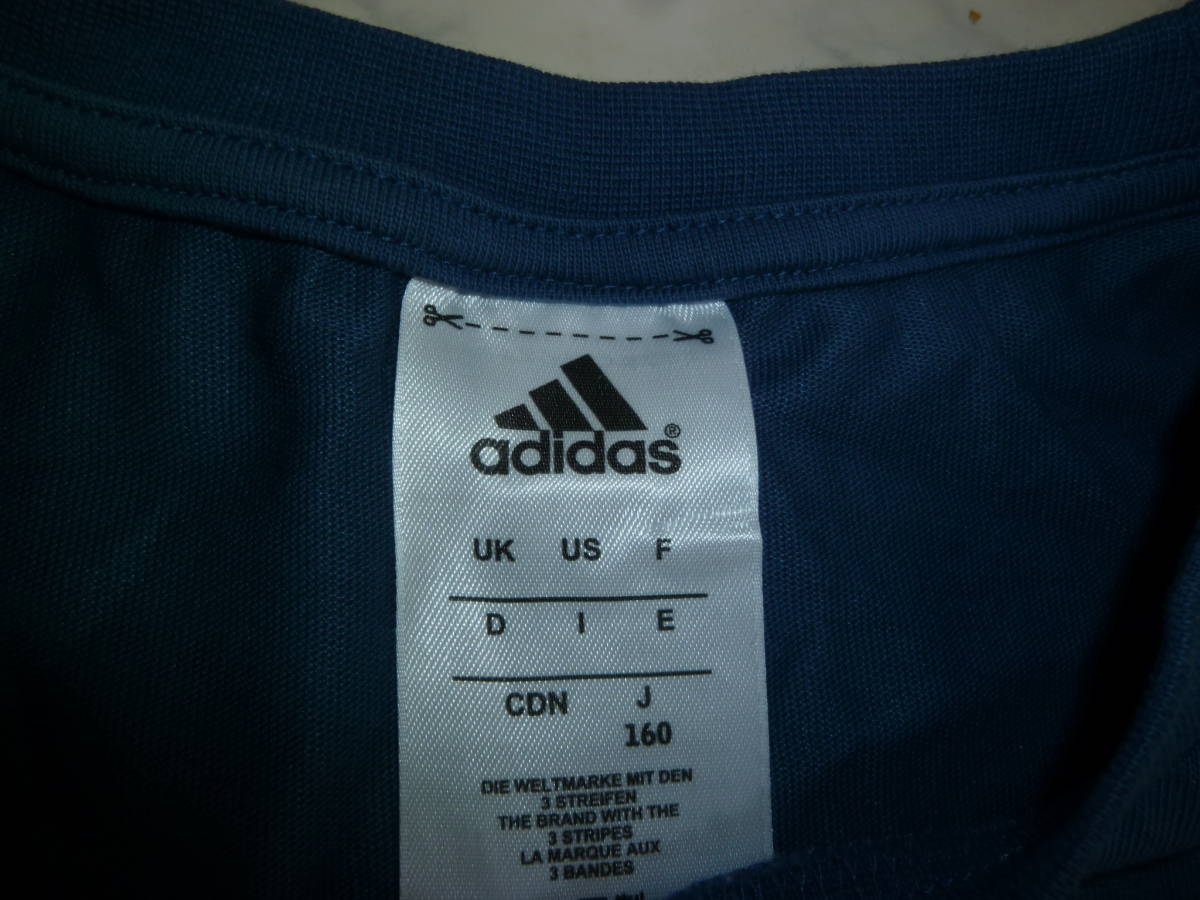 adidas®
UK US F
D I E
CDN J
160
DIE WELTMARKE MIT DEN
3 STREIFEN
THE BRAND WITH THE
3 STRIPES
LA MARQUE AUX
3 BANDES